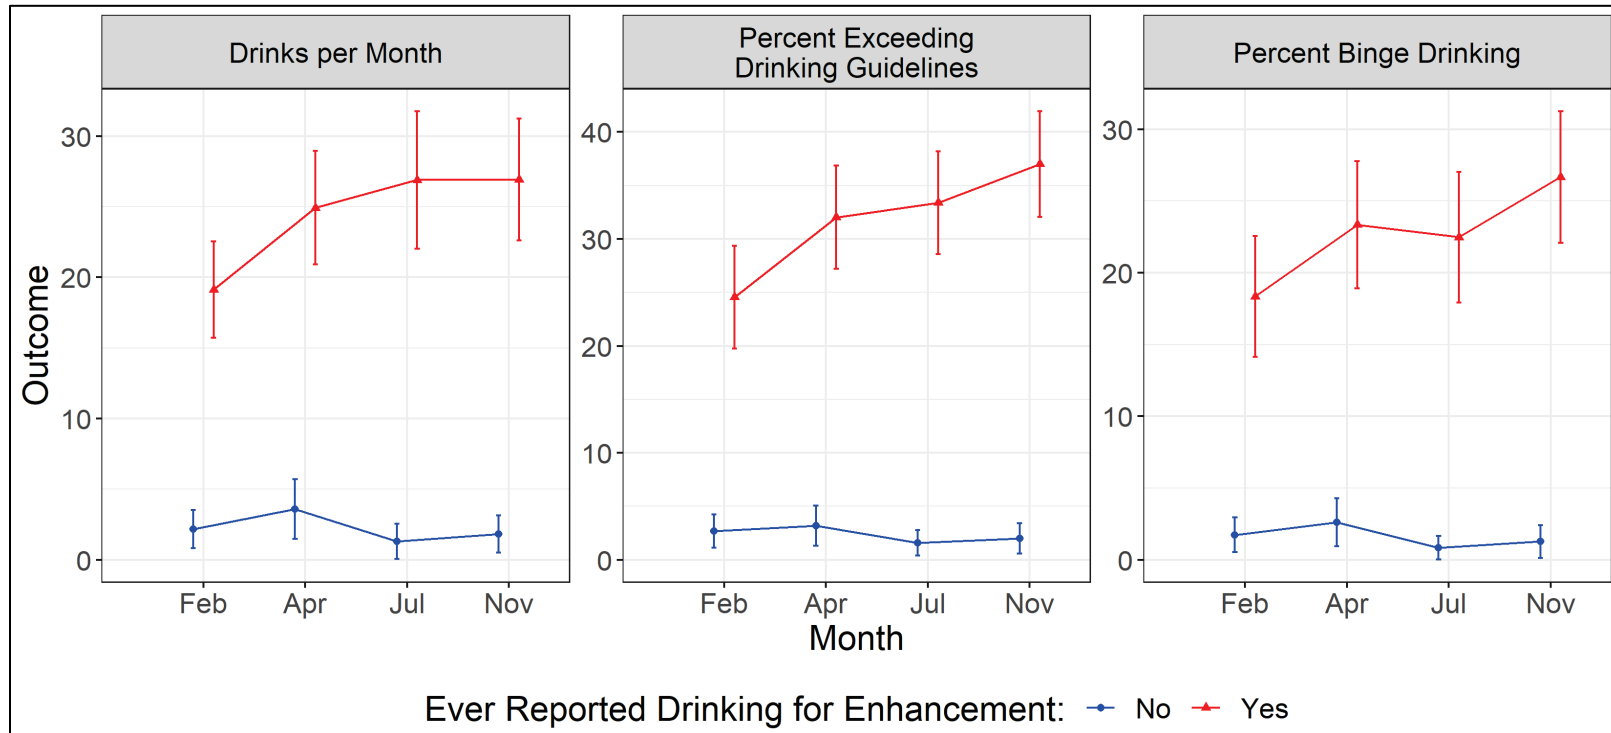 Drinks per Month
Percent Exceeding
Drinking Guidelines
Percent Binge Drinking
Outcome
30
20
10
0
40
30
20
10
0
30
20
10
0
Feb Apr Jul Nov
Feb Apr Jul Nov
Feb Apr Jul Nov
Month
Ever Reported Drinking for Enhancement: No Yes